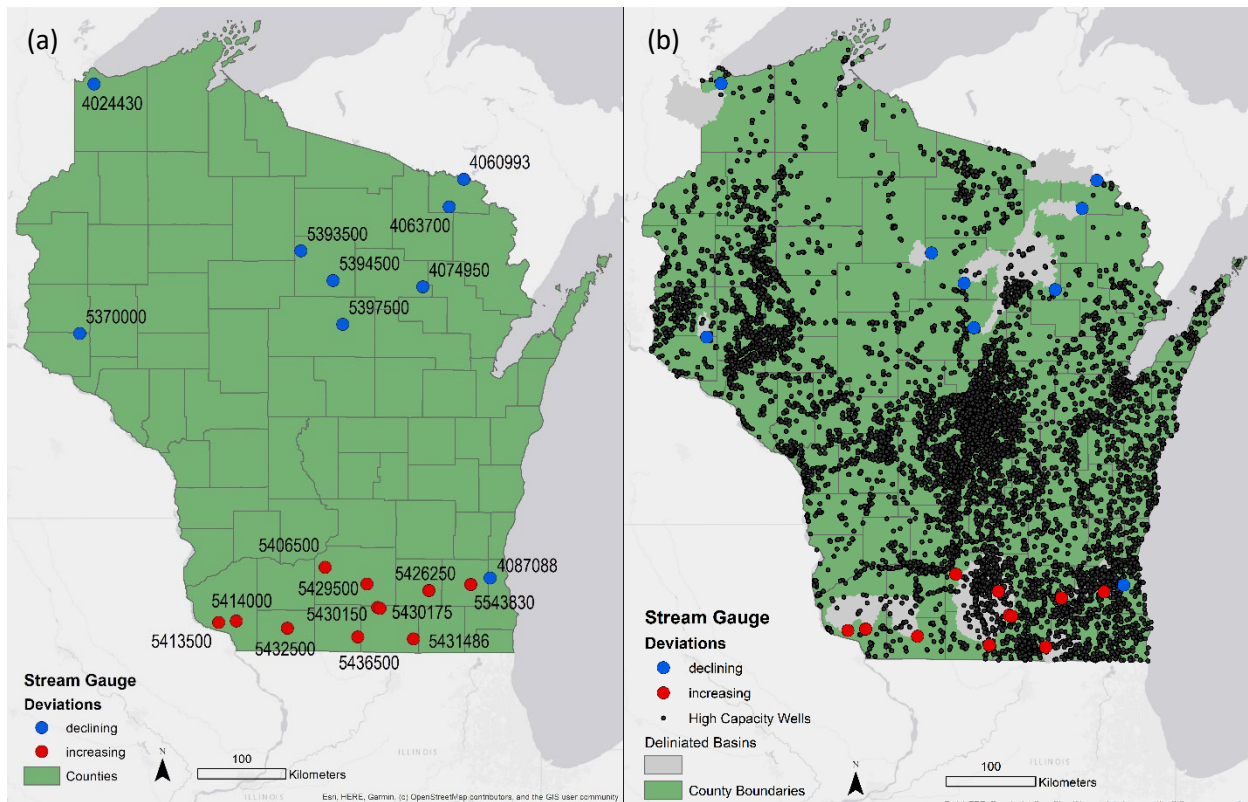 (a)
4024430
4060993
4063700
5393500
5394500
4074950
5397500
5370000
5406500
5429500
5426250
4087088
5414000
5430150
5430175
5543830
5413500
5432500
5436500
5431486
Stream Gauge
Deviations
declining
increasing
Counties
N
100
Kilometers
ILLINOIS
Esri, HERE, Garmin, (c) OpenStreetMap contributors, and the GIS user community
(b)
Stream Gauge
Deviations
declining
increasing
High Capacity Wells
Deliniated Basins
County Boundaries
N
100
Kilometers
ILLINOIS